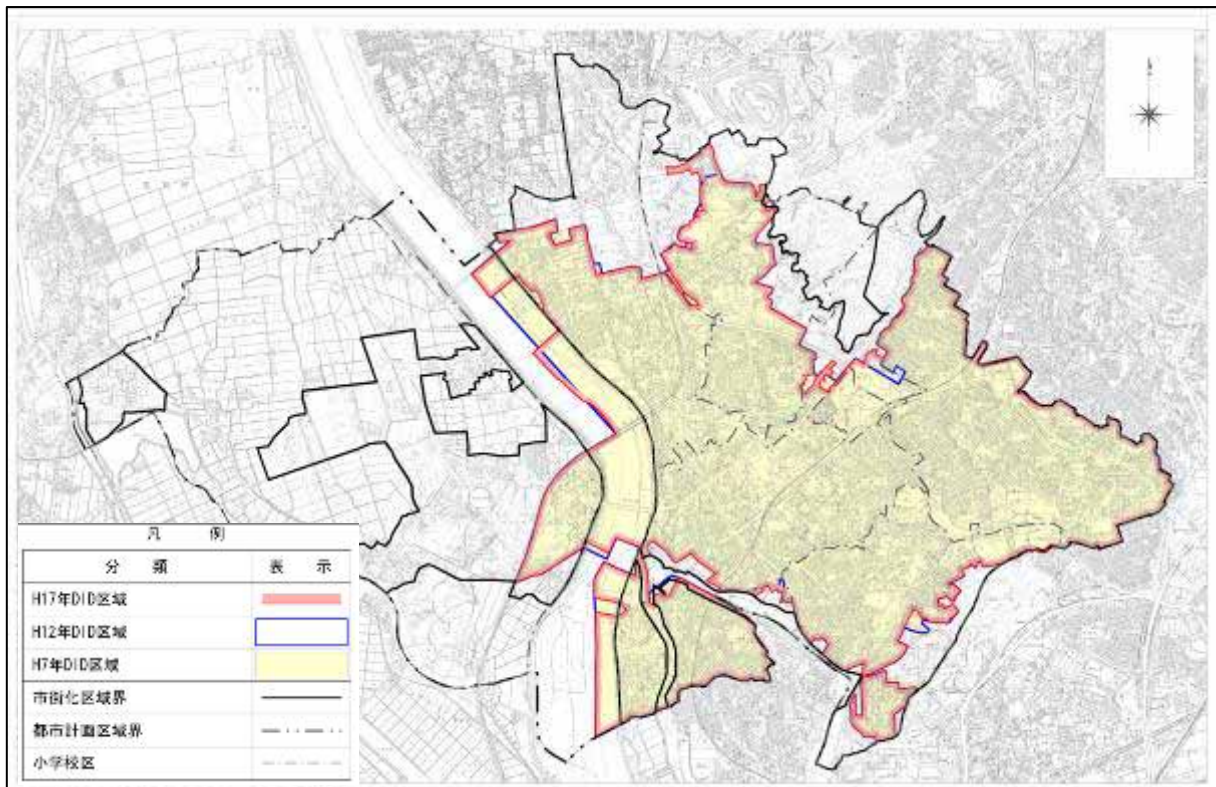 凡 例
分 類 表 示
H17年DID区域
H12年DID区域
H7年DID区域
市街化区域界
都市計画区域界
小学校区